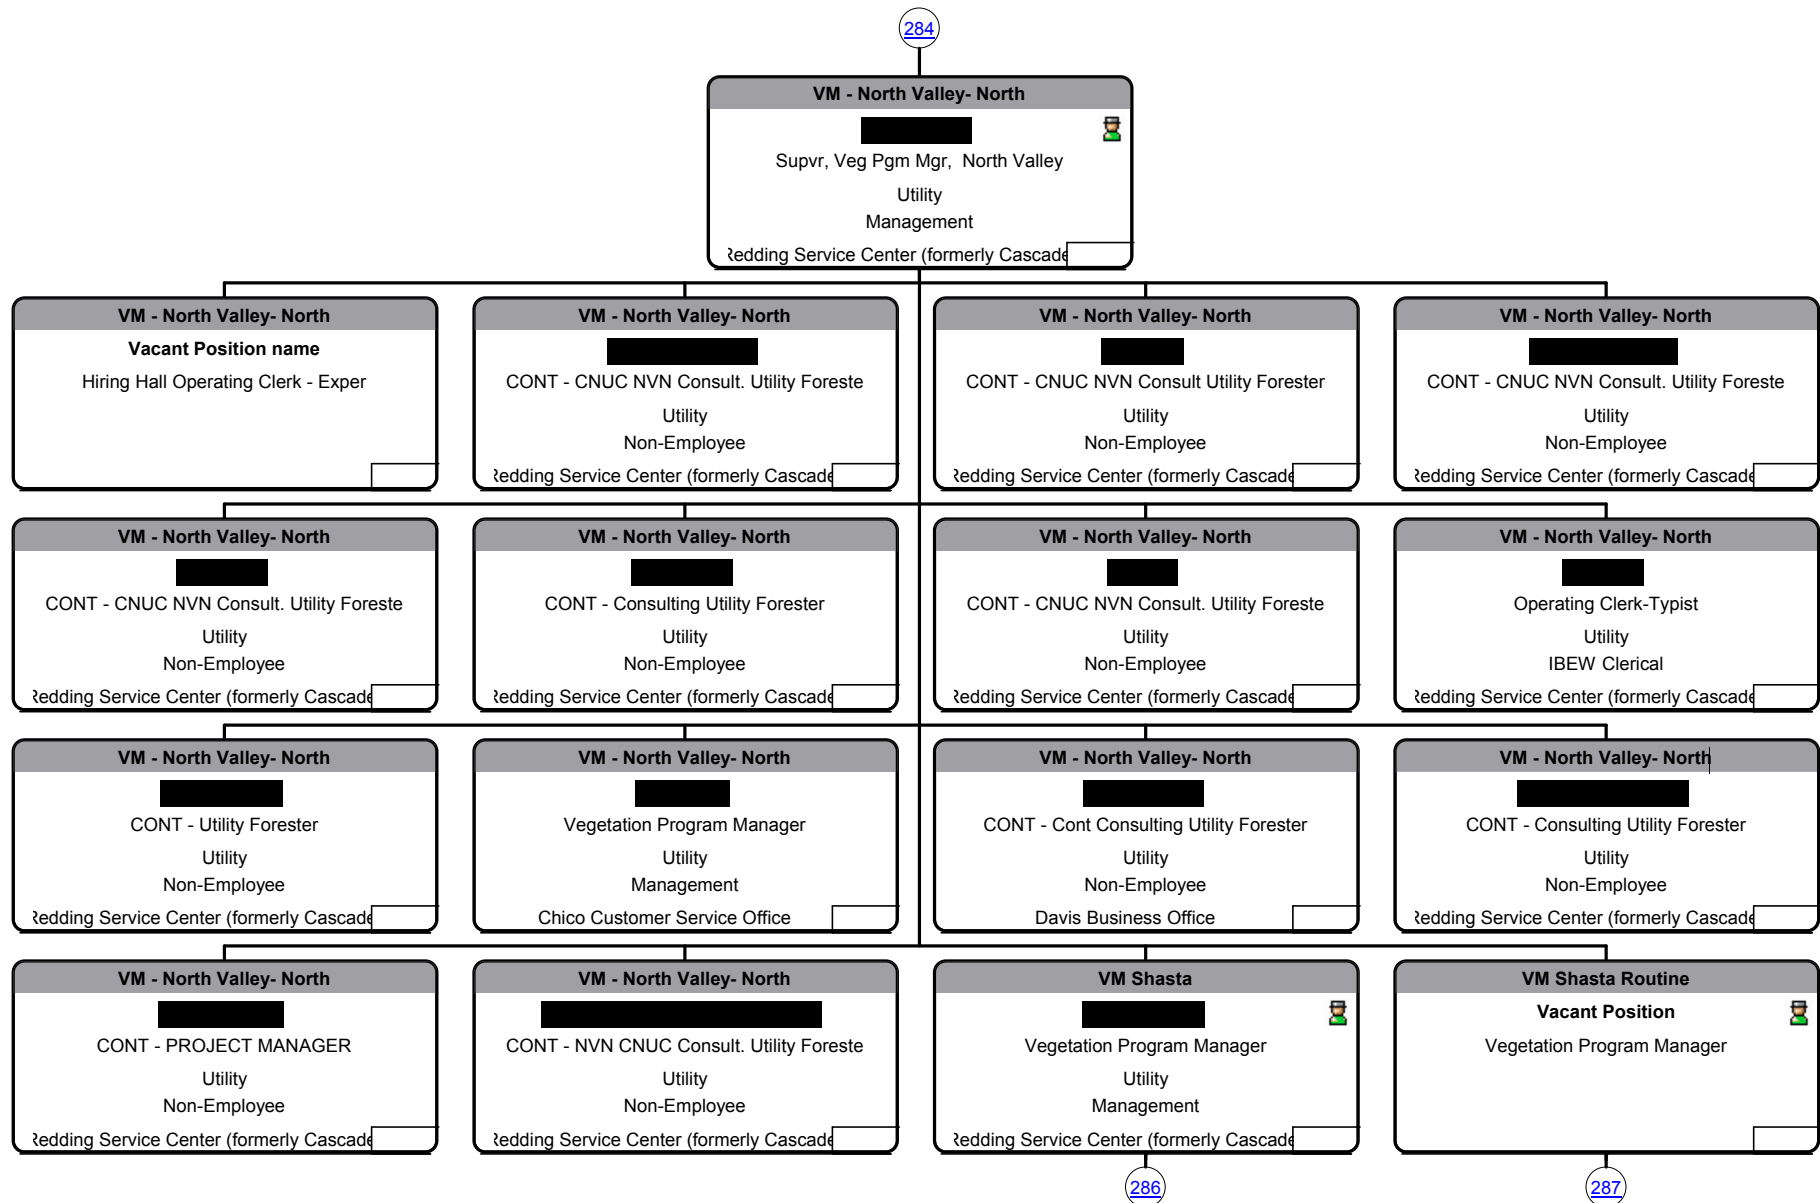 284
VM - North Valley- North
Supvr, Veg Pgm Mgr, North Valley
Utility
Management
Redding Service Center (formerly Cascade
VM - North Valley- North
Vacant Position name
Hiring Hall Operating Clerk - Exper
VM - North Valley- North
CONT - CNUC NVN Consult. Utility Foreste
Utility
Non-Employee
Redding Service Center (formerly Cascade
VM - North Valley- North
CONT - CNUC NVN Consult Utility Forester
Utility
Non-Employee
Redding Service Center (formerly Cascade
VM - North Valley- North
CONT - CNUC NVN Consult. Utility Foreste
Utility
Non-Employee
Redding Service Center (formerly Cascade
VM - North Valley- North
CONT - CNUC NVN Consult. Utility Foreste
Utility
Non-Employee
Redding Service Center (formerly Cascade
VM - North Valley- North
CONT - Consulting Utility Forester
Utility
Non-Employee
Redding Service Center (formerly Cascade
VM - North Valley- North
CONT - CNUC NVN Consult. Utility Foreste
Utility
Non-Employee
Redding Service Center (formerly Cascade
VM - North Valley- North
Operating Clerk-Typist
Utility
IBEW Clerical
Redding Service Center (formerly Cascade
VM - North Valley- North
CONT - Utility Forester
Utility
Non-Employee
Redding Service Center (formerly Cascade
VM - North Valley- North
Vegetation Program Manager
Utility
Management
Chico Customer Service Office
VM - North Valley- North
CONT - Cont Consulting Utility Forester
Utility
Non-Employee
Davis Business Office
VM - North Valley- North
CONT - Consulting Utility Forester
Utility
Non-Employee
Redding Service Center (formerly Cascade
VM - North Valley- North
CONT - PROJECT MANAGER
Utility
Non-Employee
Redding Service Center (formerly Cascade
VM - North Valley- North
CONT - NVN CNUC Consult. Utility Foreste
Utility
Non-Employee
Redding Service Center (formerly Cascade
VM Shasta
Vegetation Program Manager
Utility
Management
Redding Service Center (formerly Cascade
VM Shasta Routine
Vacant Position
Vegetation Program Manager
286
287